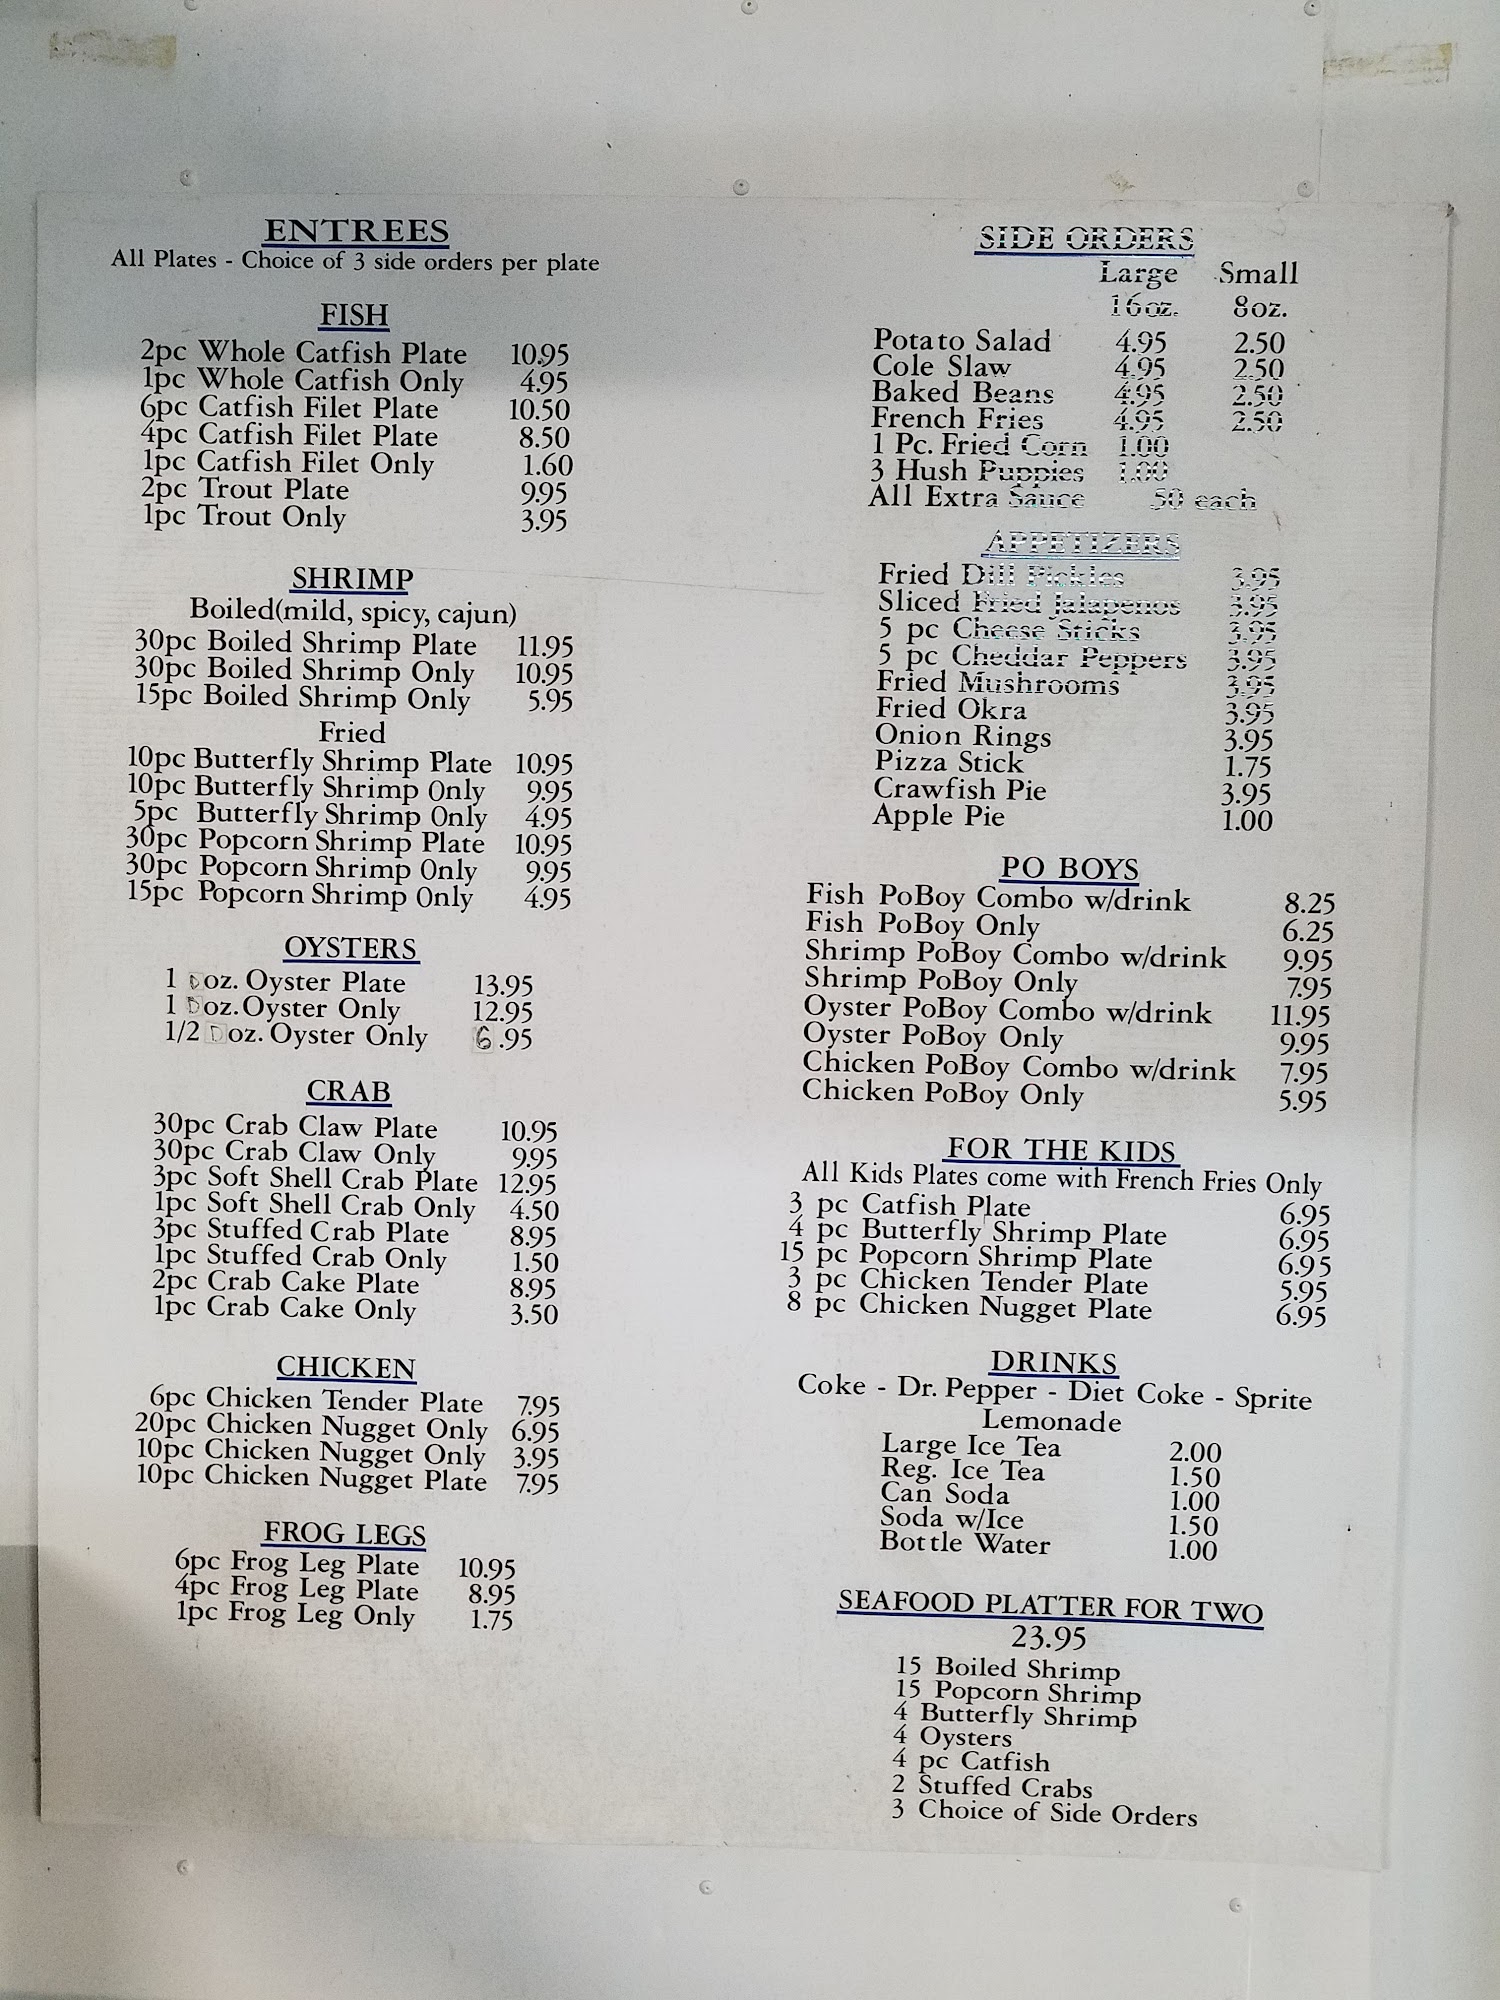 ENTREES
All Plates - Choice of 3 side orders per plate
FISH
2pc Whole Catfish Plate 10.95
1pc Whole Catfish Only 4.95
6pc Catfish Filet Plate 10.50
4pc Catfish Filet Plate 8.50
1pc Catfish Filet Only 1.60
2pc Trout Plate 9.95
1pc Trout Only 3.95
SHRIMP
Boiled(mild, spicy, cajun)
30pc Boiled Shrimp Plate 11.95
30pc Boiled Shrimp Only 10.95
15pc Boiled Shrimp Only 5.95
Fried
10pc Butterfly Shrimp Plate 10.95
10pc Butterfly Shrimp Only 9.95
5pc Butterfly Shrimp Only 4.95
30pc Popcorn Shrimp Plate 10.95
30pc Popcorn Shrimp Only 9.95
15pc Popcorn Shrimp Only 4.95
OYSTERS
1 Doz. Oyster Plate 13.95
1 Doz. Oyster Only 12.95
1/2 Doz. Oyster Only 6.95
CRAB
30pc Crab Claw Plate 10.95
30pc Crab Claw Only 9.95
3pc Soft Shell Crab Plate 12.95
1pc Soft Shell Crab Only 4.50
3pc Stuffed Crab Plate 8.95
1pc Stuffed Crab Only 1.50
2pc Crab Cake Plate 8.95
1pc Crab Cake Only 3.50
CHICKEN
6pc Chicken Tender Plate 7.95
20pc Chicken Nugget Only 6.95
10pc Chicken Nugget Only 3.95
10pc Chicken Nugget Plate 7.95
FROG LEGS
6pc Frog Leg Plate 10.95
4pc Frog Leg Plate 8.95
1pc Frog Leg Only 1.75
SIDE ORDERS
Large Small
16oz. 8oz.
Potato Salad 4.95 2.50
Cole Slaw 4.95 2.50
Baked Beans 4.95 2.50
French Fries 4.95 2.50
1 Pc. Fried Corn 1.00
3 Hush Puppies 1.00
All Extra Sauce .50 each
APPETIZERS
Fried Dill Pickles 3.95
Sliced Fried Jalapenos 3.95
5 pc Cheese Sticks 3.95
5 pc Cheddar Peppers 3.95
Fried Mushrooms 3.95
Fried Okra 3.95
Onion Rings 3.95
Pizza Stick 1.75
Crawfish Pie 3.95
Apple Pie 1.00
PO BOYS
Fish PoBoy Combo w/drink 8.25
Fish PoBoy Only 6.25
Shrimp PoBoy Combo w/drink 9.95
Shrimp PoBoy Only 7.95
Oyster PoBoy Combo w/drink 11.95
Oyster PoBoy Only 9.95
Chicken PoBoy Combo w/drink 7.95
Chicken PoBoy Only 5.95
FOR THE KIDS
All Kids Plates come with French Fries Only
3 pc Catfish Plate 6.95
4 pc Butterfly Shrimp Plate 6.95
15 pc Popcorn Shrimp Plate 6.95
3 pc Chicken Tender Plate 5.95
8 pc Chicken Nugget Plate 6.95
DRINKS
Coke - Dr. Pepper - Diet Coke - Sprite
Lemonade
Large Ice Tea 2.00
Reg. Ice Tea 1.50
Can Soda 1.00
Soda w/Ice 1.50
Bottle Water 1.00
SEAFOOD PLATTER FOR TWO
23.95
15 Boiled Shrimp
15 Popcorn Shrimp
4 Butterfly Shrimp
4 Oysters
4 pc Catfish
2 Stuffed Crabs
3 Choice of Side Orders